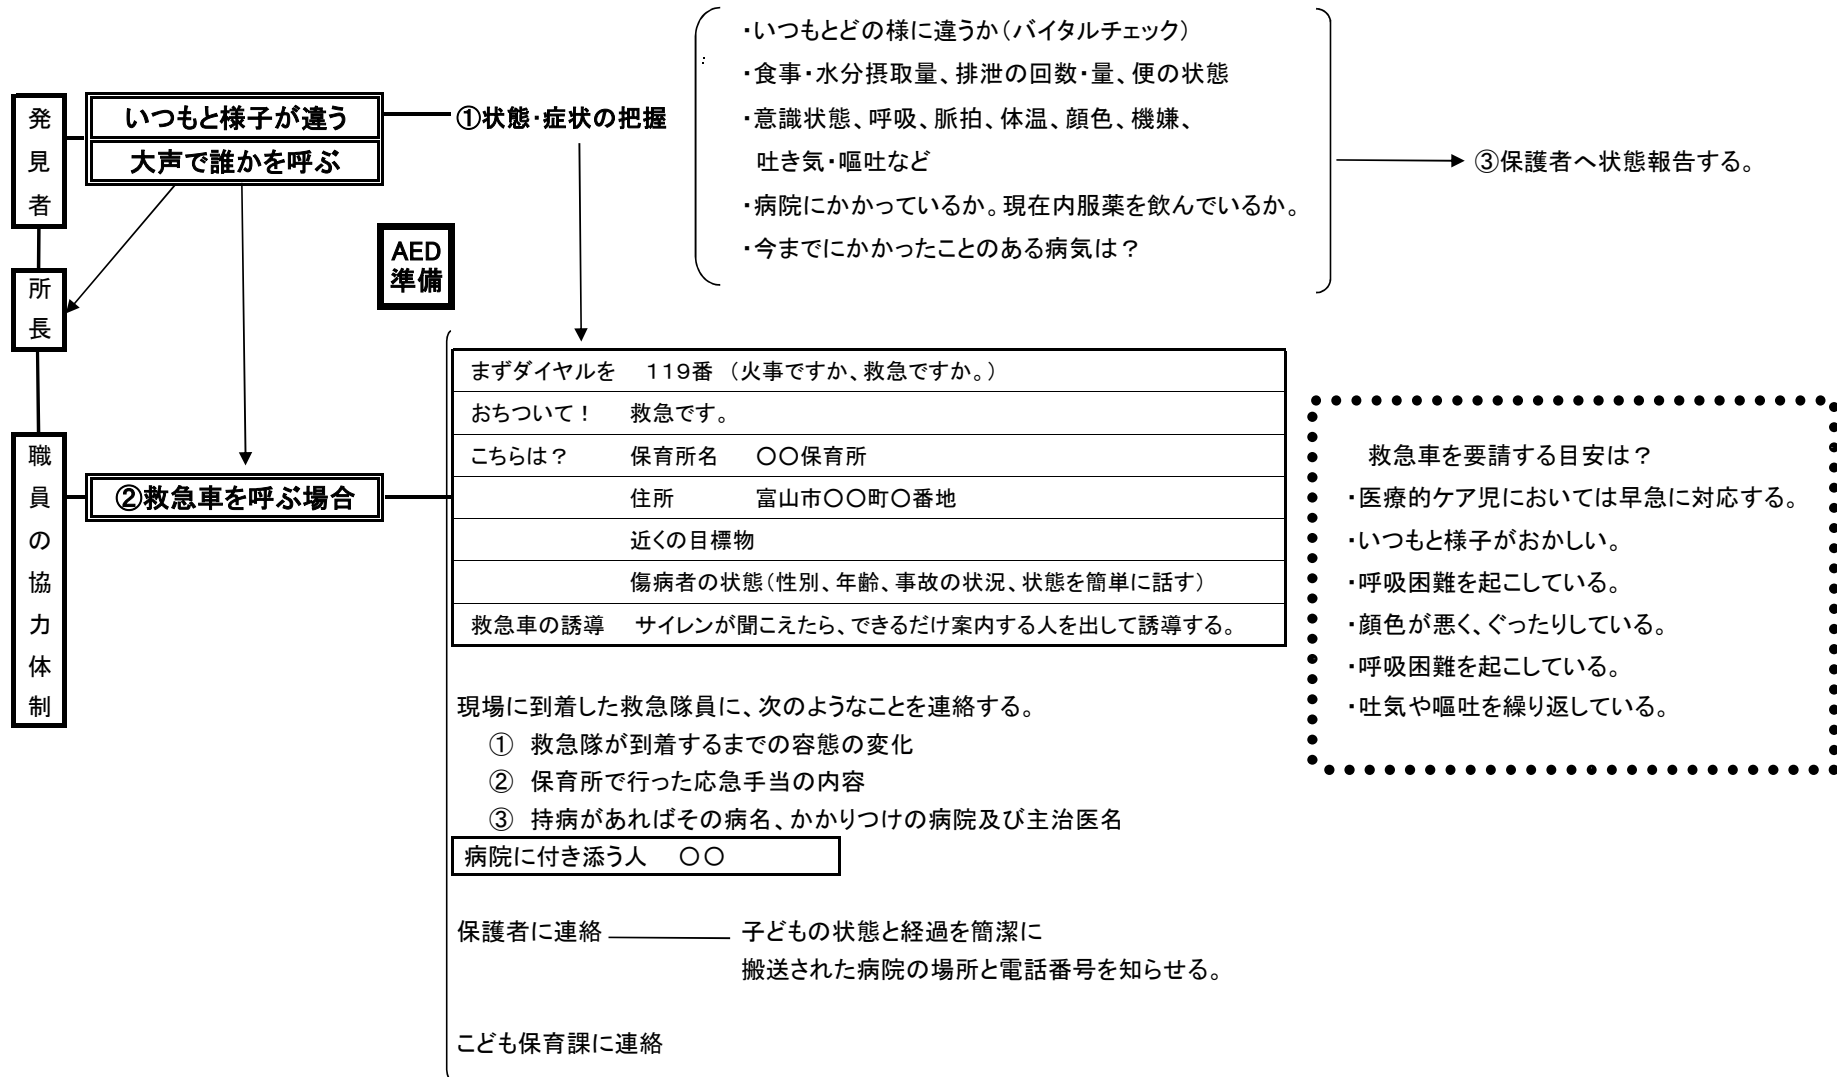 発見者
いつもと様子が違う
大声で誰かを呼ぶ
①状態・症状の把握
・いつもとどの様に違うか（バイタルチェック）
・食事・水分摂取量、排泄の回数・量、便の状態
・意識状態、呼吸、脈拍、体温、顔色、機嫌、
吐き気・嘔吐など
・病院にかかっているか。現在内服薬を飲んでいるか。
・今までにかかったことのある病気は？
③保護者へ状態報告する。
AED
準備
所長
職員の協力体制
②救急車を呼ぶ場合
まずダイヤルを　１１９番　（火事ですか、救急ですか。）
おちついて！　救急です。
こちらは？　保育所名　〇〇保育所
住所　富山市〇〇町〇番地
近くの目標物
傷病者の状態（性別、年齢、事故の状況、状態を簡単に話す）
救急車の誘導　サイレンが聞こえたら、できるだけ案内する人を出して誘導する。
救急車を要請する目安は？
・医療的ケア児においては早急に対応する。
・いつもと様子がおかしい。
・呼吸困難を起こしている。
・顔色が悪く、ぐったりしている。
・呼吸困難を起こしている。
・吐気や嘔吐を繰り返している。
現場に到着した救急隊員に、次のようなことを連絡する。
①　救急隊が到着するまでの容態の変化
②　保育所で行った応急手当の内容
③　持病があればその病名、かかりつけの病院及び主治医名
病院に付き添う人　〇〇
保護者に連絡　子どもの状態と経過を簡潔に
搬送された病院の場所と電話番号を知らせる。
こども保育課に連絡